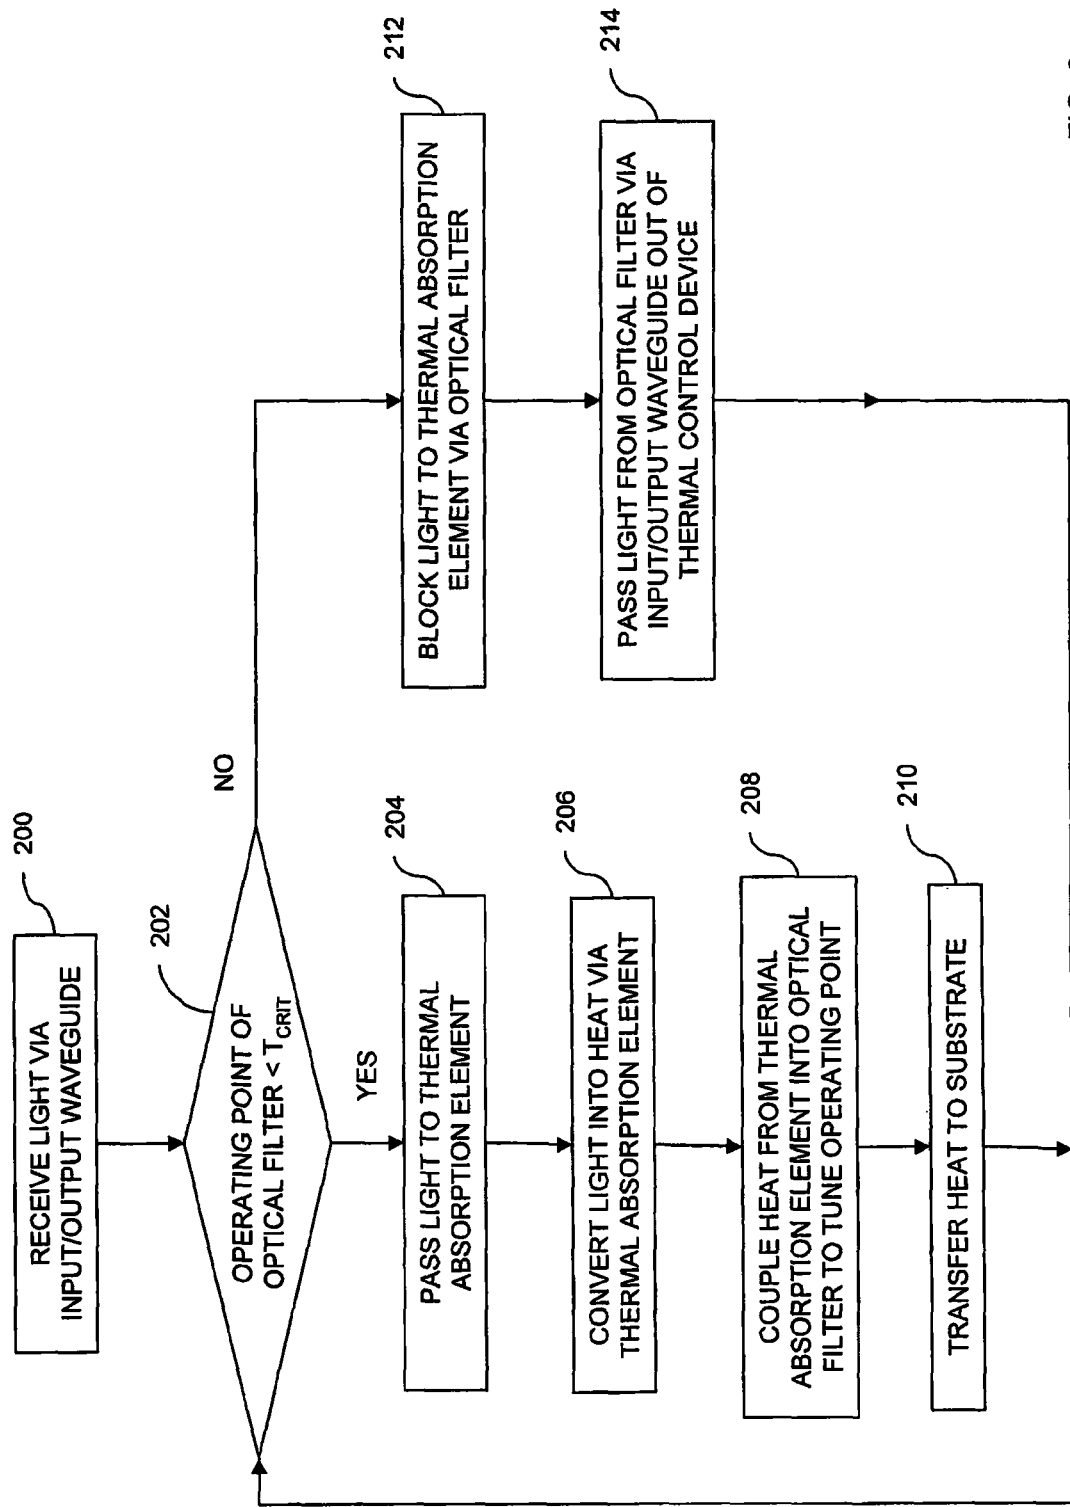 200
RECEIVE LIGHT VIA
INPUT/OUTPUT WAVEGUIDE
202
OPERATING POINT OF
OPTICAL FILTER < T_CRIT
NO
YES
204
PASS LIGHT TO THERMAL
ABSORPTION ELEMENT
206
CONVERT LIGHT INTO HEAT VIA
THERMAL ABSORPTION ELEMENT
208
COUPLE HEAT FROM THERMAL
ABSORPTION ELEMENT INTO OPTICAL
FILTER TO TUNE OPERATING POINT
210
TRANSFER HEAT TO SUBSTRATE
212
BLOCK LIGHT TO THERMAL ABSORPTION
ELEMENT VIA OPTICAL FILTER
214
PASS LIGHT FROM OPTICAL FILTER VIA
INPUT/OUTPUT WAVEGUIDE OUT OF
THERMAL CONTROL DEVICE